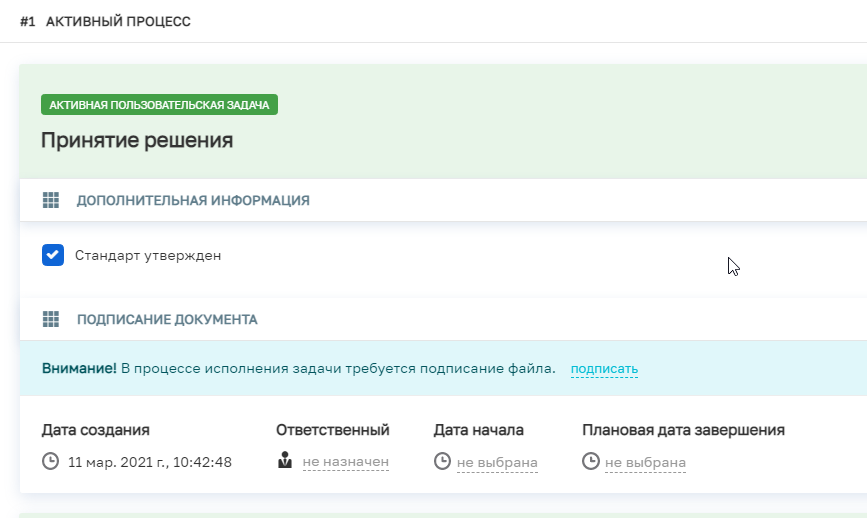 #1 АКТИВНЫЙ ПРОЦЕСС
АКТИВНАЯ ПОЛЬЗОВАТЕЛЬСКАЯ ЗАДАЧА
Принятие решения
ДОПОЛНИТЕЛЬНАЯ ИНФОРМАЦИЯ
Стандарт утвержден
ПОДПИСАНИЕ ДОКУМЕНТА
Внимание! В процессе исполнения задачи требуется подписание файла. подписать
Дата создания Ответственный Дата начала Плановая дата завершения
11 мар. 2021 г., 10:42:48 не назначен не выбрана не выбрана